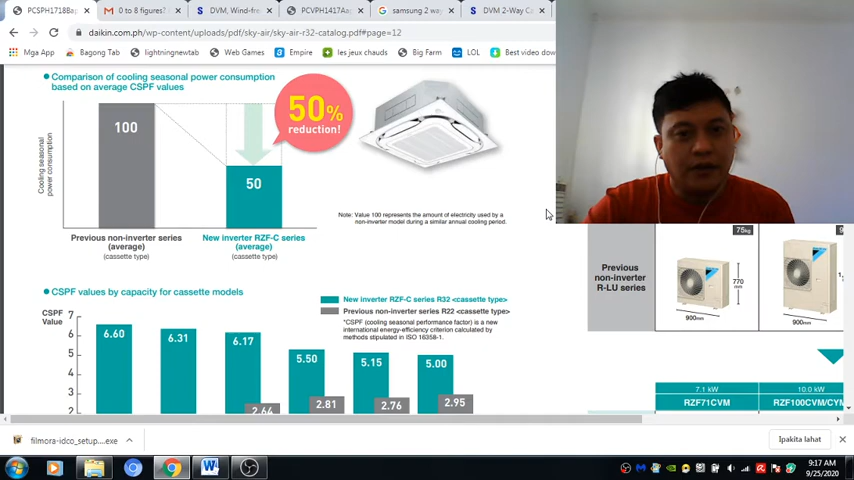 PCSPH1718Bap
0 to 8 figures?
DVM, Wind-fre
PCVPH1417Aap
samsung 2 way
DVM 2-Way Ca
daikin.com.ph/wp-content/uploads/pdf/sky-air/sky-air-r32-catalog.pdf#page=12
Mga App
Bagong Tab
lightningnewtab
Web Games
Empire
les jeux chauds
Big Farm
LOL
Best video dow
Comparison of cooling seasonal power consumption
based on average CSPF values
Cooling seasonal
power consumption
100
50
50%
reduction!
Previous non-inverter series
(average)
(cassette type)
New inverter RZF-C series
(average)
(cassette type)
Note: Value 100 represents the amount of electricity used by a
non-inverter model during a similar annual cooling period.
CSPF values by capacity for cassette models
CSPF
Value
7
6
5
4
3
2
6.60
6.31
6.17
5.50
5.15
5.00
2.64
2.81
2.76
2.95
New inverter RZF-C series R32 <cassette type>
Previous non-inverter series R22 <cassette type>
*CSPF (cooling seasonal performance factor) is a new
international energy-efficiency criterion calculated by
methods stipulated in ISO 16358-1.
Previous
non-inverter
R-LU series
75kg
770
mm
900mm
900mm
7.1 kW
RZF71CVM
10.0 kW
RZF100CVM/CYM
filmora-idco_setup....exe
Ipakita lahat
9:17 AM
9/25/2020